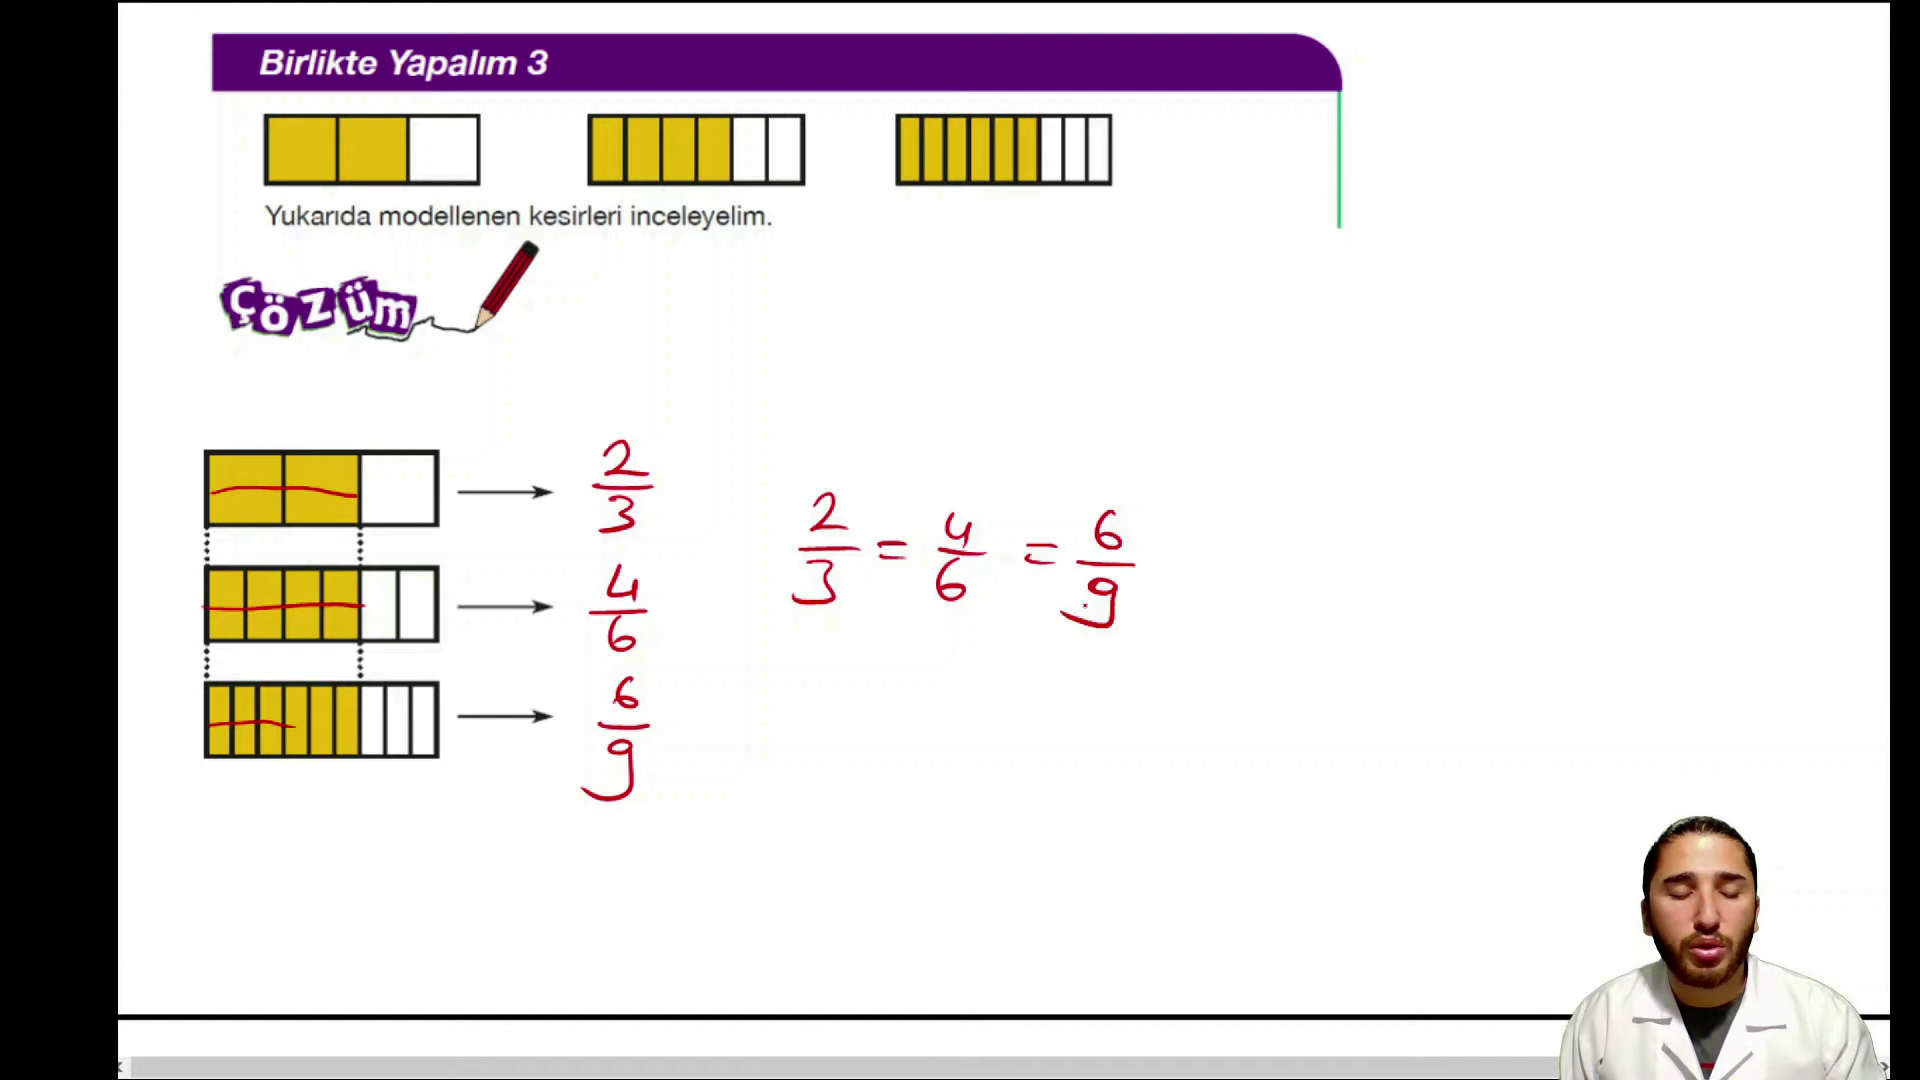 Birlikte Yapalım 3
Yukarıda modellenen kesirleri inceleyelim.
Çözüm
2/3
4/6
6/9
2/3 = 4/6 = 6/9